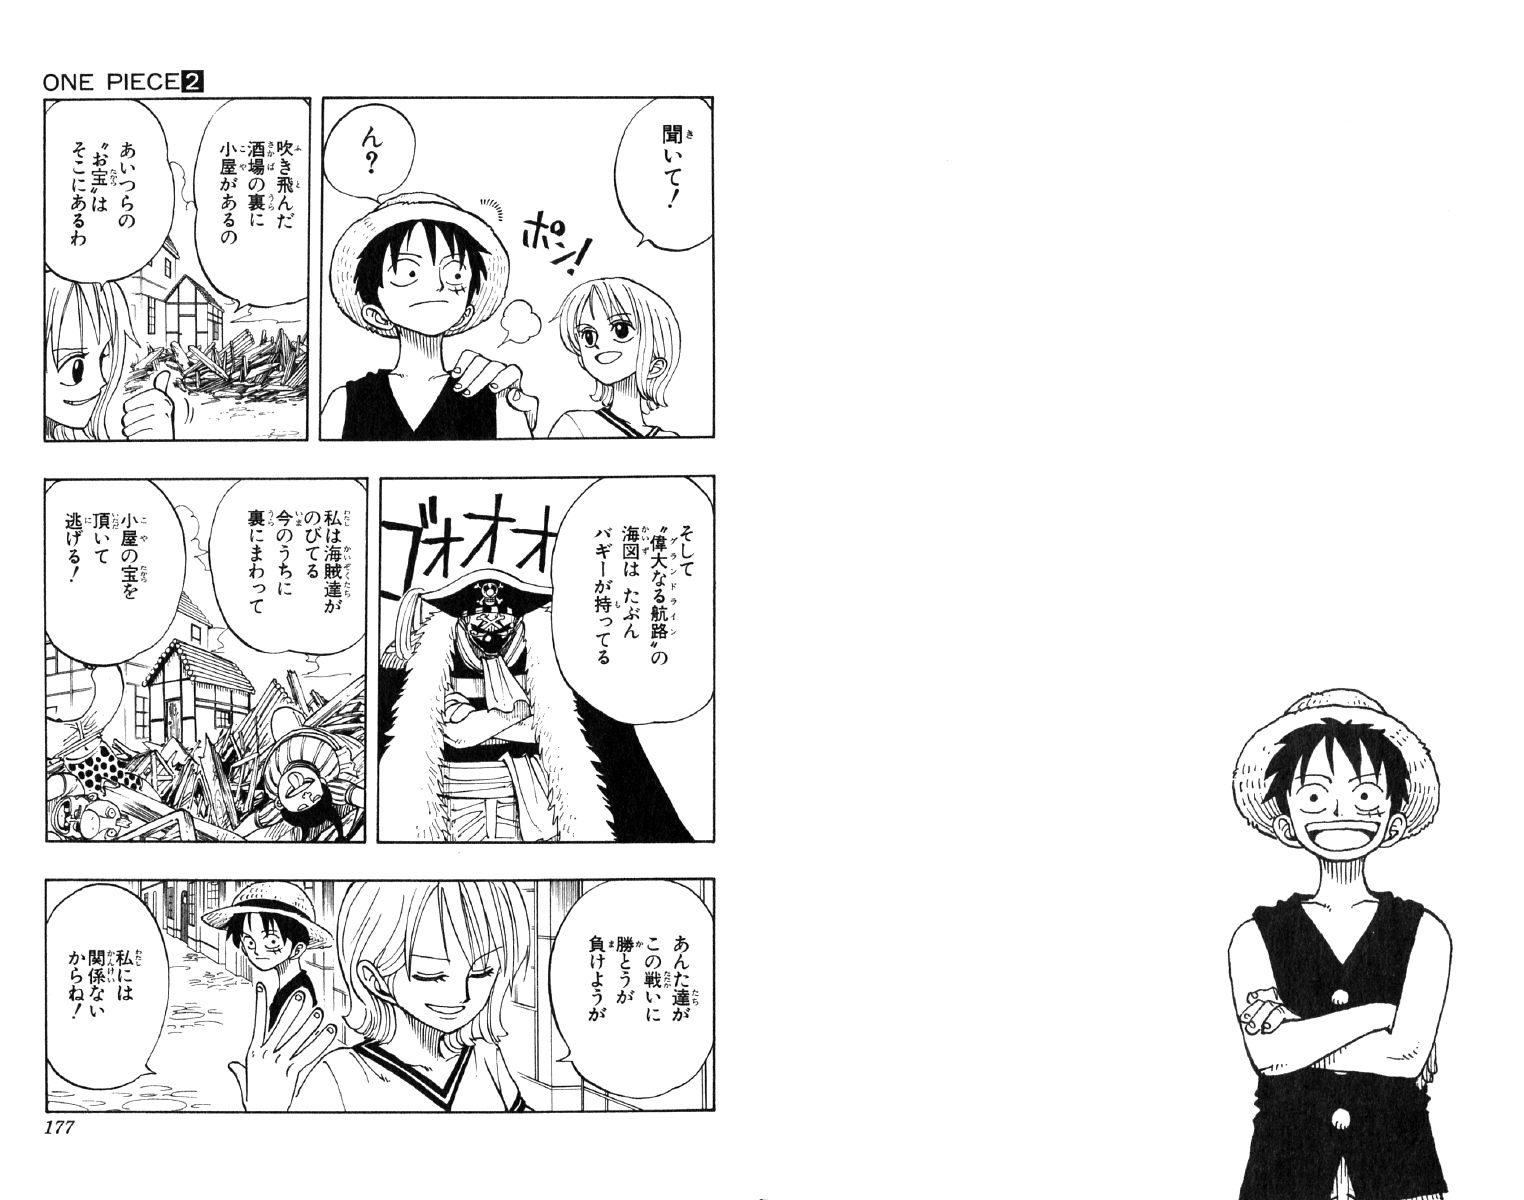 ONE PIECE 2
聞いて!
ん?
ポン!
吹き飛んだ
酒場の裏に
小屋があるの
あいつらの
〝お宝〟は
そこにあるわ
そして
〝偉大なる航路〟の
海図は たぶん
バギーが持ってる
ゴオオオ
私は海賊達が
のびてる
今のうちに
裏にまわって
小屋の宝を
頂いて
逃げる!
あんた達が
この戦いに
勝とうが
負けようが
私には
関係ない
からね!
177